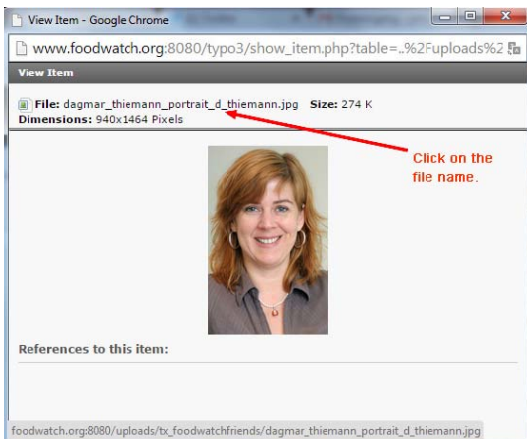 View Item - Google Chrome
www.foodwatch.org:8080/typo3/show_item.php?table=..%2Fuploads%2
View Item
File: dagmar_thiemann_portrait_d_thiemann.jpg Size: 274 K
Dimensions: 940x1464 Pixels
Click on the
file name.
References to this item:
foodwatch.org:8080/uploads/tx_foodwatchfriends/dagmar_thiemann_portrait_d_thiemann.jpg